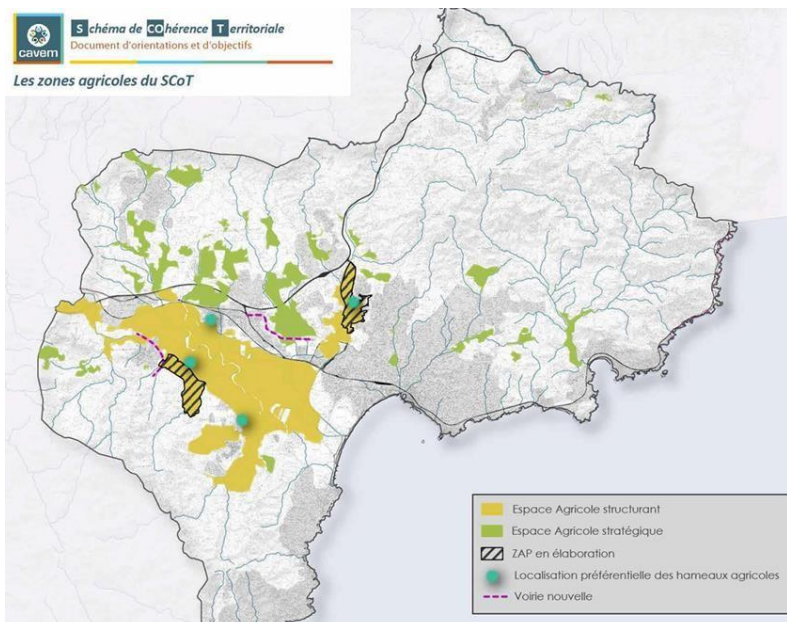 cavem
Schéma de COhérence Territoriale
Document d'orientations et d'objectifs
Les zones agricoles du SCoT
Espace Agricole structurant
Espace Agricole stratégique
ZAP en élaboration
Localisation préférentielle des hameaux agricoles
Voirie nouvelle